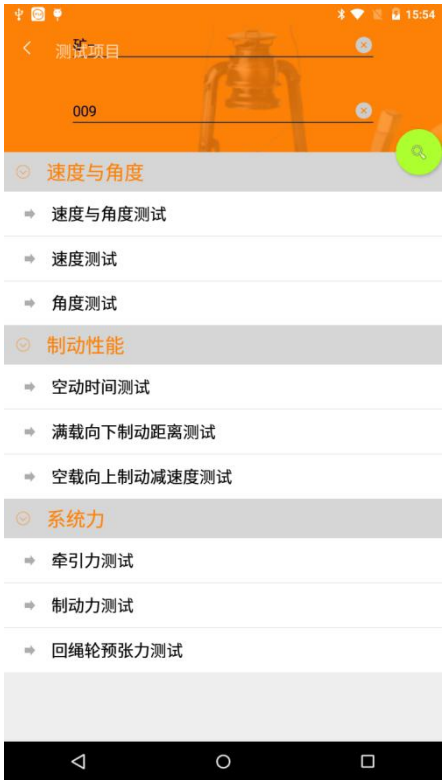 15:54
测试项目
矿一
009
速度与角度
速度与角度测试
速度测试
角度测试
制动性能
空动时间测试
满载向下制动距离测试
空载向上制动减速度测试
系统力
牵引力测试
制动力测试
回绳轮预张力测试